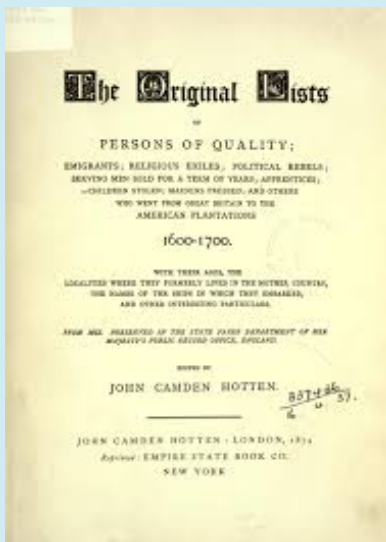 The Original Lists
OF
PERSONS OF QUALITY;
EMIGRANTS; RELIGIOUS EXILES; POLITICAL REBELS;
SERVING MEN SOLD FOR A TERM OF YEARS; APPRENTICES;
CHILDREN STOLEN; MAIDENS PRESSED; AND OTHERS
WHO WENT FROM GREAT BRITAIN TO THE
AMERICAN PLANTATIONS
1600-1700.
WITH THEIR AGES, THE
LOCALITIES WHERE THEY FORMERLY LIVED IN THE MOTHER COUNTRY,
THE NAMES OF THE SHIPS IN WHICH THEY EMBARKED,
AND OTHER INTERESTING PARTICULARS.
FROM MSS. PRESERVED IN THE STATE PAPER DEPARTMENT OF HER
MAJESTY'S PUBLIC RECORD OFFICE, ENGLAND.
EDITED BY
JOHN CAMDEN HOTTEN.
JOHN CAMDEN HOTTEN: LONDON, 1874
Reprinted: EMPIRE STATE BOOK CO.
NEW YORK